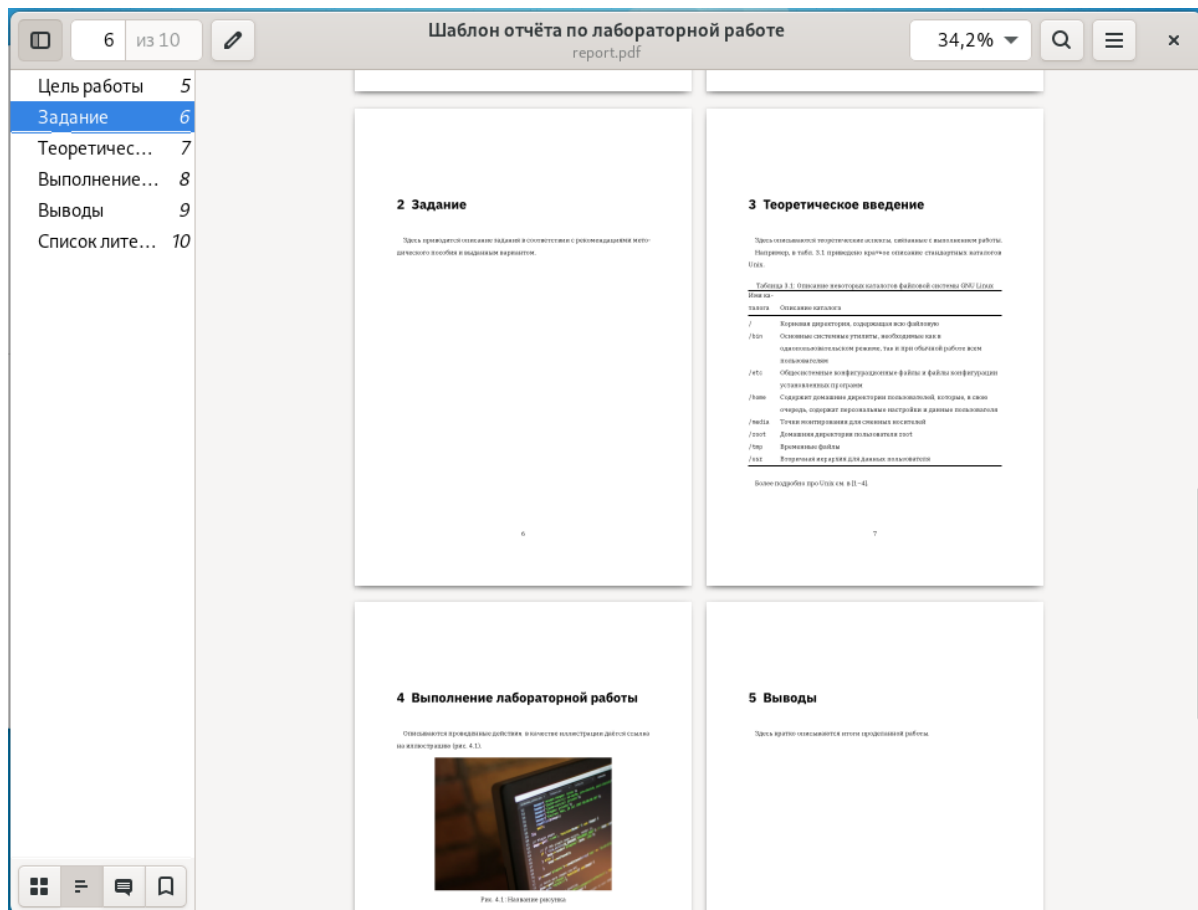 6 из 10
Шаблон отчёта по лабораторной работе
report.pdf
34,2%
Цель работы 5
Задание 6
Теоретичес... 7
Выполнение... 8
Выводы 9
Список лите... 10
2 Задание
Здесь приводится описание задания в соответствии с рекомендациями мето-
дического пособия и выданным вариантом.
6
3 Теоретическое введение
Здесь описываются теоретические аспекты, связанные с выполнением работы.
Например, в табл. 3.1 приведено краткое описание стандартных каталогов
Unix.
Таблица 3.1: Описание некоторых каталогов файловой системы GNU Linux
Имя ка-
талога Описание каталога
/ Корневая директория, содержащая всю файловую
/bin Основные системные утилиты, необходимые как в
однопользовательском режиме, так и при обычной работе всем
пользователям
/etc Общесистемные конфигурационные файлы и файлы конфигурации
установленных программ
/home Содержит домашние директории пользователей, которые, в свою
очередь, содержат персональные настройки и данные пользователя
/media Точки монтирования для сменных носителей
/root Домашняя директория пользователя root
/tmp Временные файлы
/usr Вторичная иерархия для данных пользователя
Более подробно про Unix см. в [1–4].
7
4 Выполнение лабораторной работы
Описываются проведённые действия, в качестве иллюстрации даётся ссылка
на иллюстрацию (рис. 4.1).
Рис. 4.1: Название рисунка
5 Выводы
Здесь кратко описываются итоги проделанной работы.